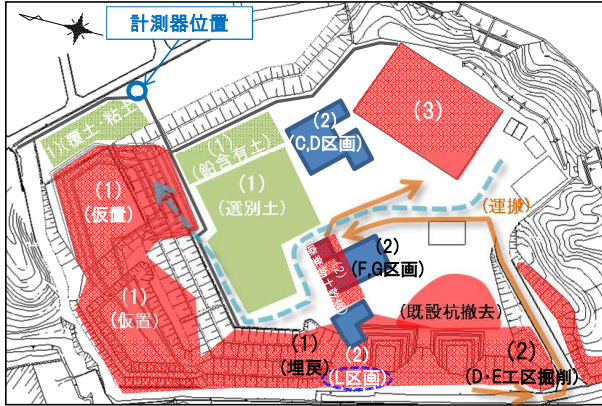 計測器位置
(1)(覆土・粘土)
(1)
(鉛含有土)
(2)
(C,D区画)
(3)
(1)
(仮置)
(1)
(選別土)
(運搬)
(2)
(2)
(F,G区画)
(1)
(仮置)
(既設杭撤去)
(1)
(埋戻)
(2)
(L区画)
(2)
(D・E工区掘削)